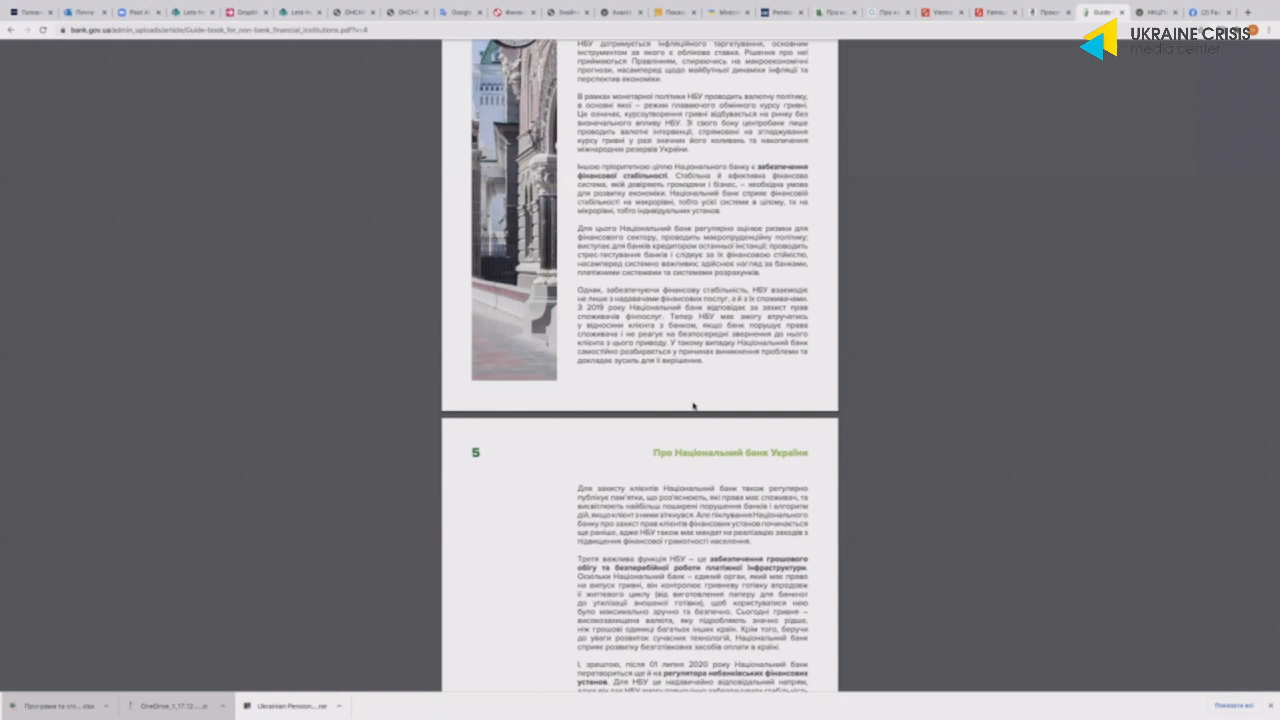 bank.gov.ua/admin_uploads/article/Guide-book_for_non-bank_financial_institutions.pdf?v=4
UKRAINE CRISIS
media center
НБУ дотримується інфляційного таргетування, основним
інструментом за якого є облікова ставка. Рішення про неї
приймаються Правлінням, спираючись на макроекономічні
прогнози, насамперед щодо майбутньої динаміки інфляції та
перспектив економіки.
В рамках монетарної політики НБУ проводить валютну політику,
в основі якої – режим плаваючого обмінного курсу гривні.
Це означає, курсоутворення гривні відбувається на ринку без
визначального впливу НБУ. Зі свого боку центробанк лише
проводить валютні інтервенції, спрямовані на згладжування
курсу гривні у разі значних його коливань та накопичення
міжнародних резервів України.
Іншою пріоритетною ціллю Національного банку є забезпечення
фінансової стабільності. Стабільна й ефективна фінансова
система, якій довіряють громадяни і бізнес, – необхідна умова
для розвитку економіки. Національний банк сприяє фінансовій
стабільності на макрорівні, тобто усієї системи в цілому, та на
мікрорівні, тобто індивідуальних установ.
Для цього Національний банк регулярно оцінює ризики для
фінансового сектору, проводить макропруденційну політику;
виступає для банків кредитором останньої інстанції; проводить
стрес-тестування банків і слідкує за їх фінансовою стійкістю,
насамперед системно важливих; здійснює нагляд за банками,
платіжними системами та системами розрахунків.
Однак, забезпечуючи фінансову стабільність, НБУ взаємодіє
не лише з надавачами фінансових послуг, а й з їх споживачами.
З 2019 року Національний банк відповідає за захист прав
споживачів фінпослуг. Тепер НБУ має змогу втручатись
у відносини клієнта з банком, якщо банк порушує права
споживача і не реагує на безпосередні звернення до нього
клієнта з цього приводу. У такому випадку Національний банк
самостійно розбирається у причинах виникнення проблеми та
докладає зусиль для її вирішення.
5
Про Національний банк України
Для захисту клієнтів Національний банк також регулярно
публікує пам'ятки, що роз'яснюють, які права має споживач, та
висвітлюють найбільш поширені порушення банків і алгоритм
дій, якщо клієнт з ними зіткнувся. Але піклування Національного
банку про захист прав клієнтів фінансових установ починається
ще раніше, адже НБУ також має мандат на реалізацію заходів з
підвищення фінансової грамотності населення.
Третя важлива функція НБУ – це забезпечення грошового
обігу та безперебійної роботи платіжної інфраструктури.
Оскільки Національний банк – єдиний орган, який має право
на випуск гривні, він контролює гривневу готівку впродовж
її життєвого циклу (від виготовлення паперу для банкнот
до утилізації зношеної готівки), щоб користуватися нею
було максимально зручно та безпечно. Сьогодні гривня –
високозахищена валюта, яку підробляють значно рідше,
ніж грошові одиниці багатьох інших країн. Крім того, беручи
до уваги розвиток сучасних технологій, Національний банк
сприяє розвитку безготівкових засобів оплати в країні.
І, зрештою, після 01 липня 2020 року Національний банк
перетвориться ще й на регулятора небанківських фінансових
установ. Для НБУ це надзвичайно відповідальний напрям,
OneDrive_1_17.12....zi
Ukrainian Pension....rar
Показати всі